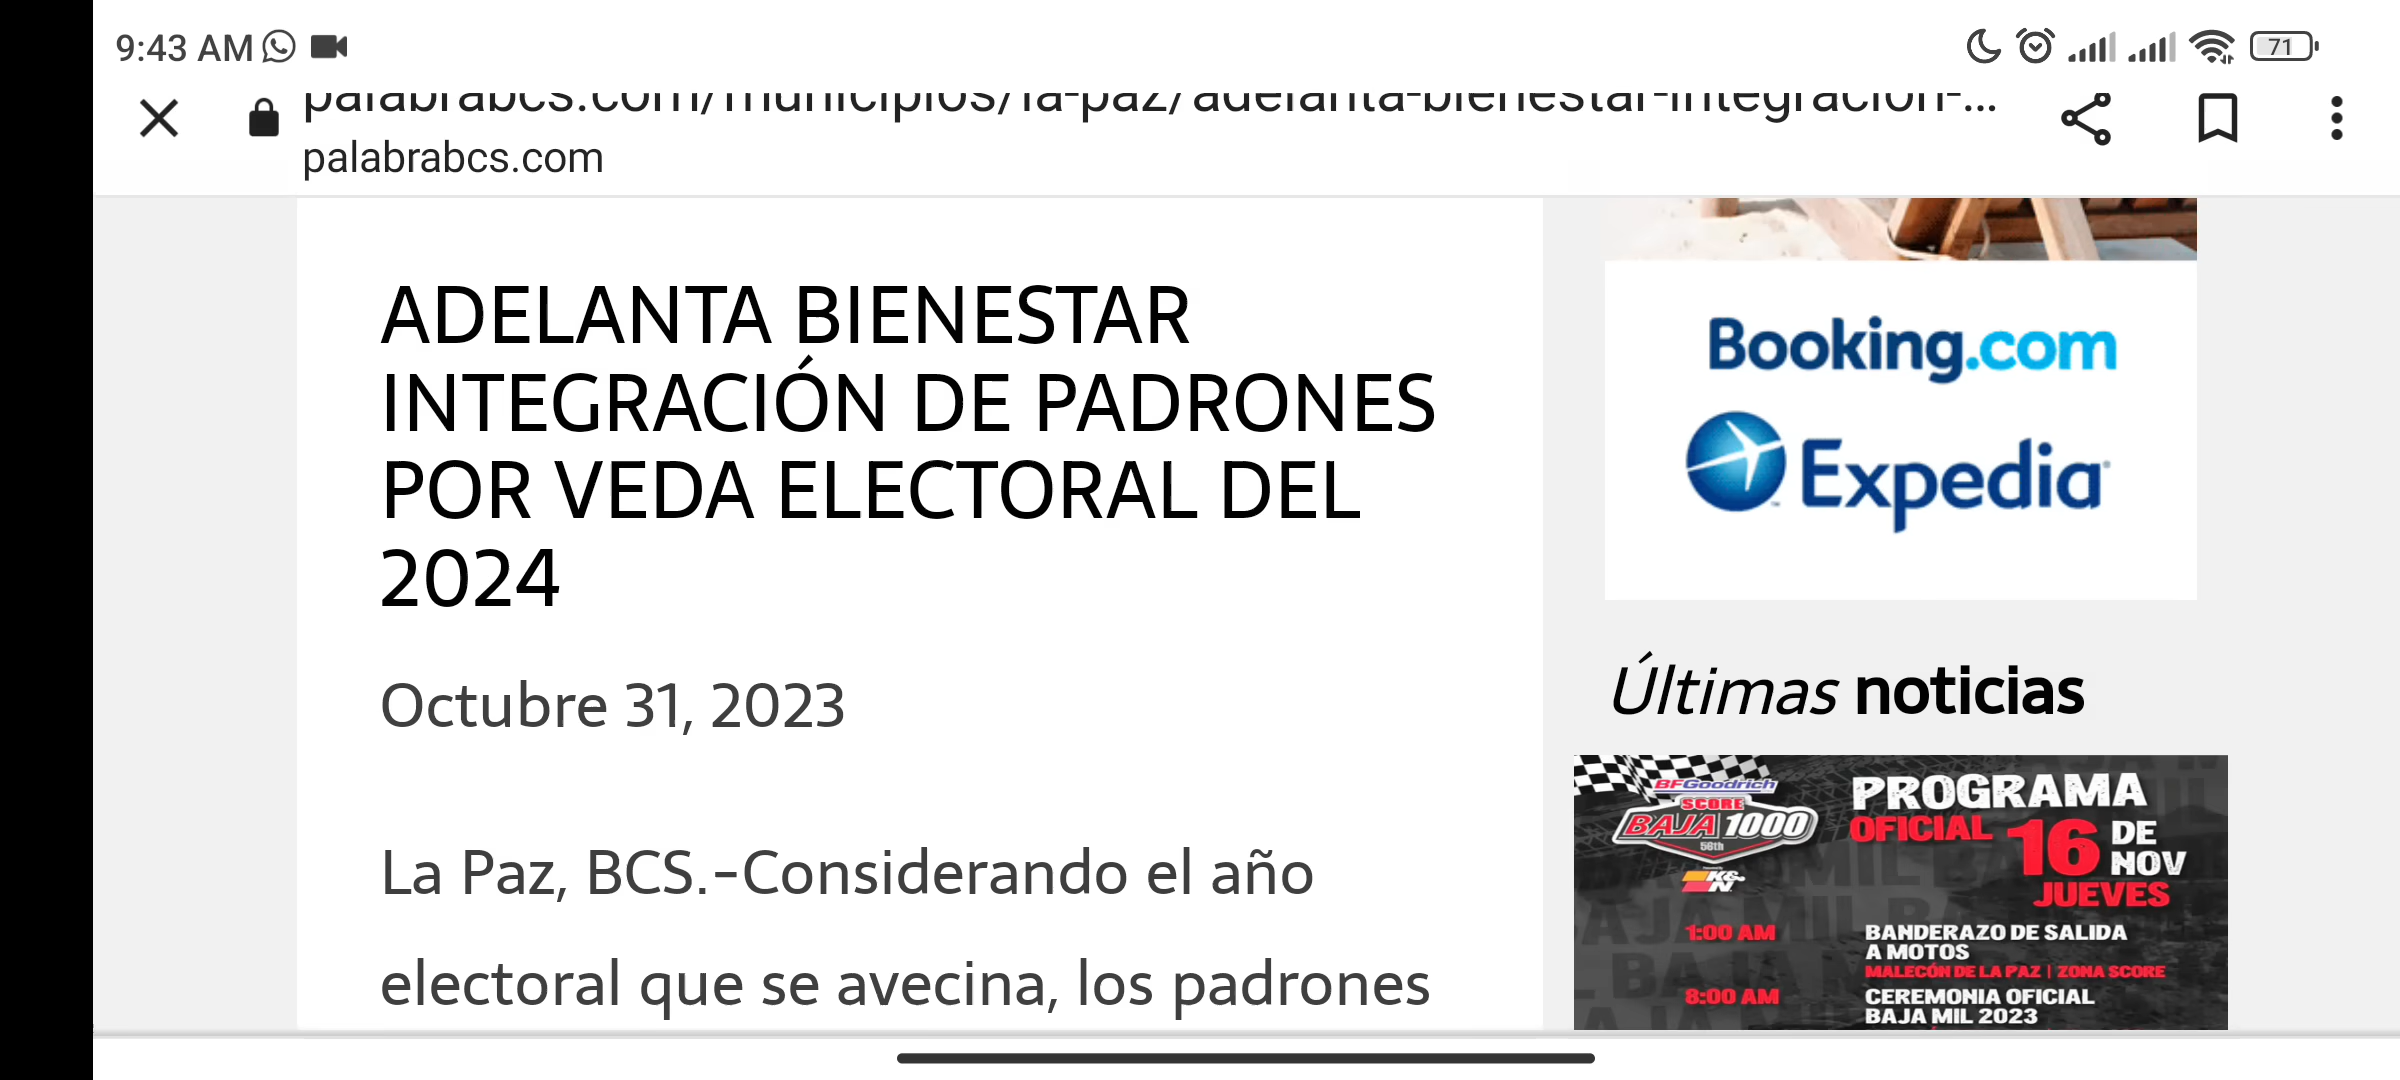 9:43 AM
71
palabrabcs.com/municipios/la-paz/adelanta-bienestar-integracion-...
palabrabcs.com
ADELANTA BIENESTAR
INTEGRACIÓN DE PADRONES
POR VEDA ELECTORAL DEL
2024
Octubre 31, 2023
La Paz, BCS.-Considerando el año
electoral que se avecina, los padrones
Booking.com
Expedia
Últimas noticias
BFGoodrich
SCORE
BAJA 1000
56th
K&N
PROGRAMA
OFICIAL 16 DE NOV
JUEVES
1:00 AM
BANDERAZO DE SALIDA
A MOTOS
MALECÓN DE LA PAZ | ZONA SCORE
8:00 AM
CEREMONIA OFICIAL
BAJA MIL 2023